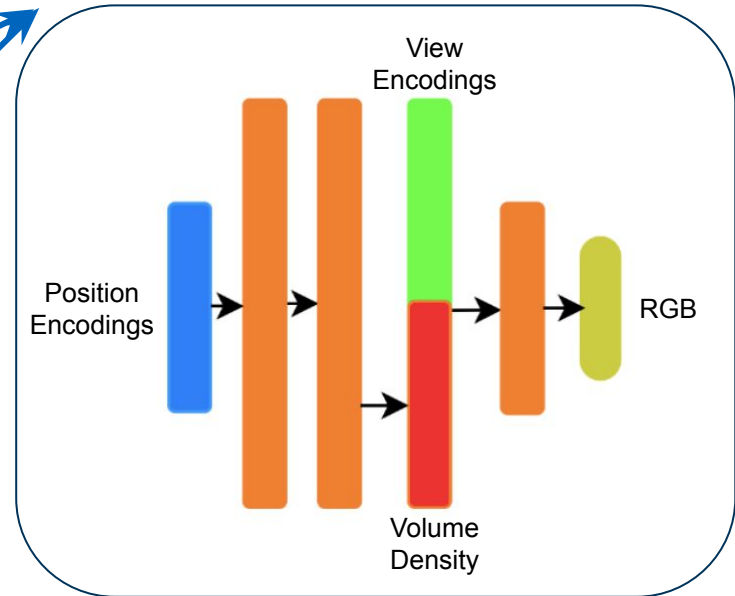 View
Encodings
Position
Encodings
RGB
Volume
Density